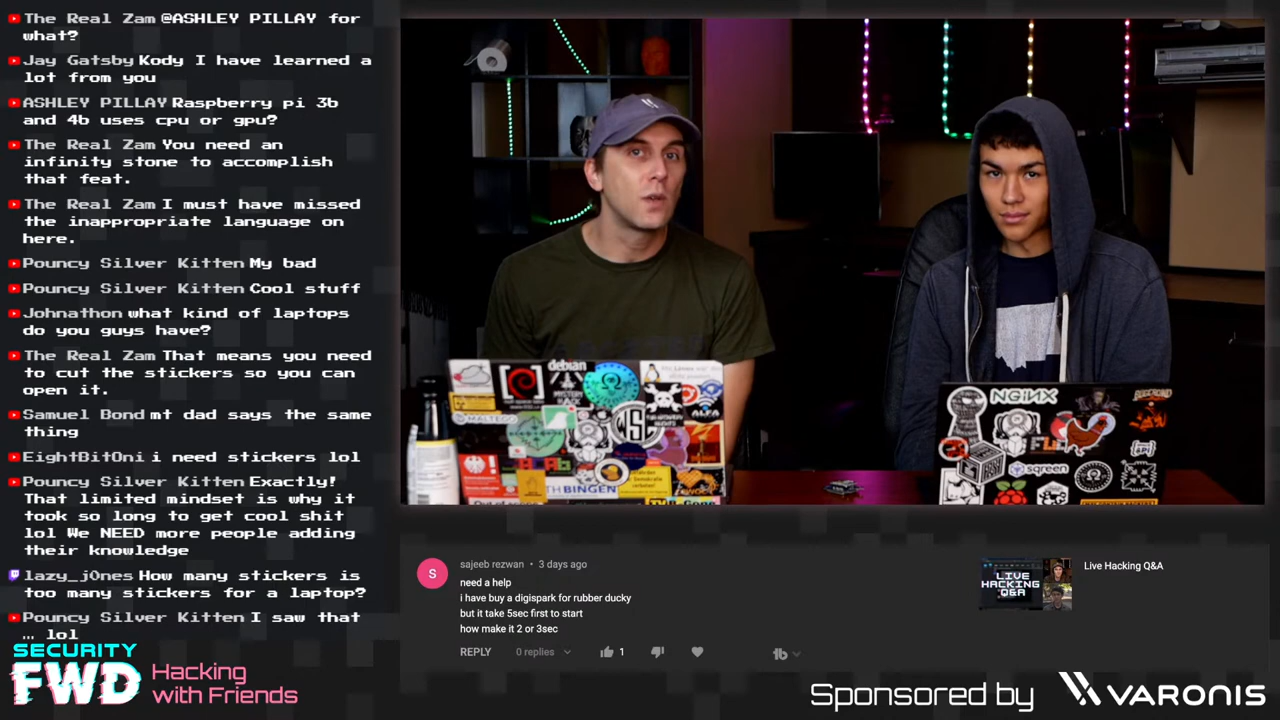 The Real Zam @ASHLEY PILLAY for
what?
Jay Gatsby Kody I have learned a
lot from you
ASHLEY PILLAY Raspberry pi 3b
and 4b uses cpu or gpu?
The Real Zam You need an
infinity stone to accomplish
that feat.
The Real Zam I must have missed
the inappropriate language on
here.
Pouncy Silver Kitten My bad
Pouncy Silver Kitten Cool stuff
Johnathon what kind of laptops
do you guys have?
The Real Zam That means you need
to cut the stickers so you can
open it.
Samuel Bond mt dad says the same
thing
EightBitOni i need stickers lol
Pouncy Silver Kitten Exactly!
That limited mindset is why it
took so long to get cool shit
lol We NEED more people adding
their knowledge
lazy_j0nes How many stickers is
too many stickers for a laptop?
Pouncy Silver Kitten I saw that
... lol
SECURITY
FWD
Hacking
with Friends
debian
MALTEGO
ALFA
BINGEN
NGiNX
sqreen
S
sajeeb rezwan • 3 days ago
need a help
i have buy a digispark for rubber ducky
but it take 5sec first to start
how make it 2 or 3sec
REPLY 0 replies 1
LIVE
HACKING
Q&A
Live Hacking Q&A
Sponsored by VARONIS